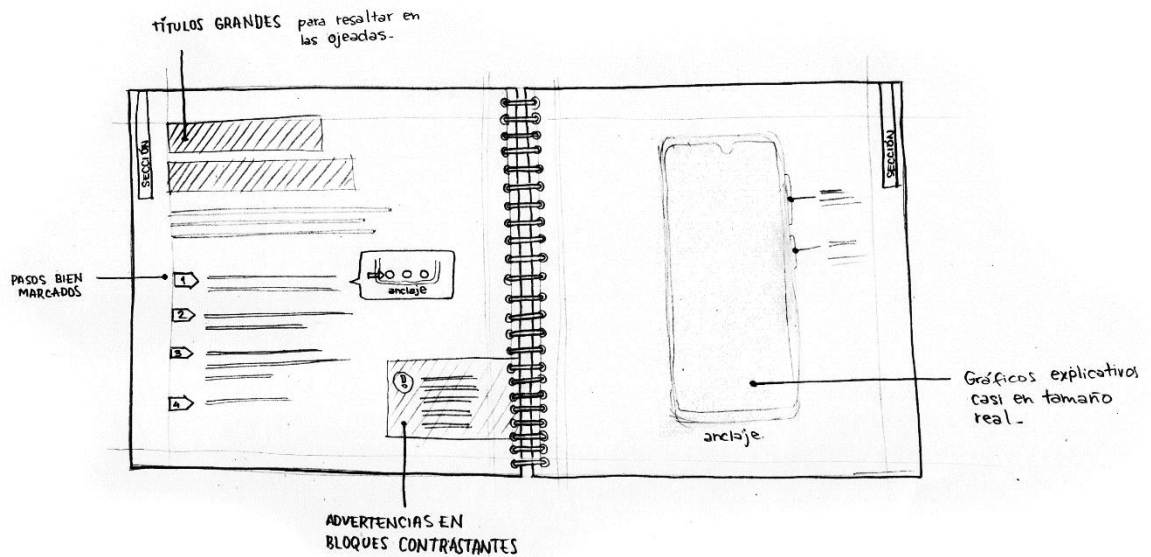 TÍTULOS GRANDES para resaltar en
las ojeadas-
SECCIÓN
PASOS BIEN
MARCADOS
1
anclaje
2
3
4
ADVERTENCIAS EN
BLOQUES CONTRASTANTES
SECCIÓN
anclaje.
Gráficos explicativos
casi en tamaño
real-